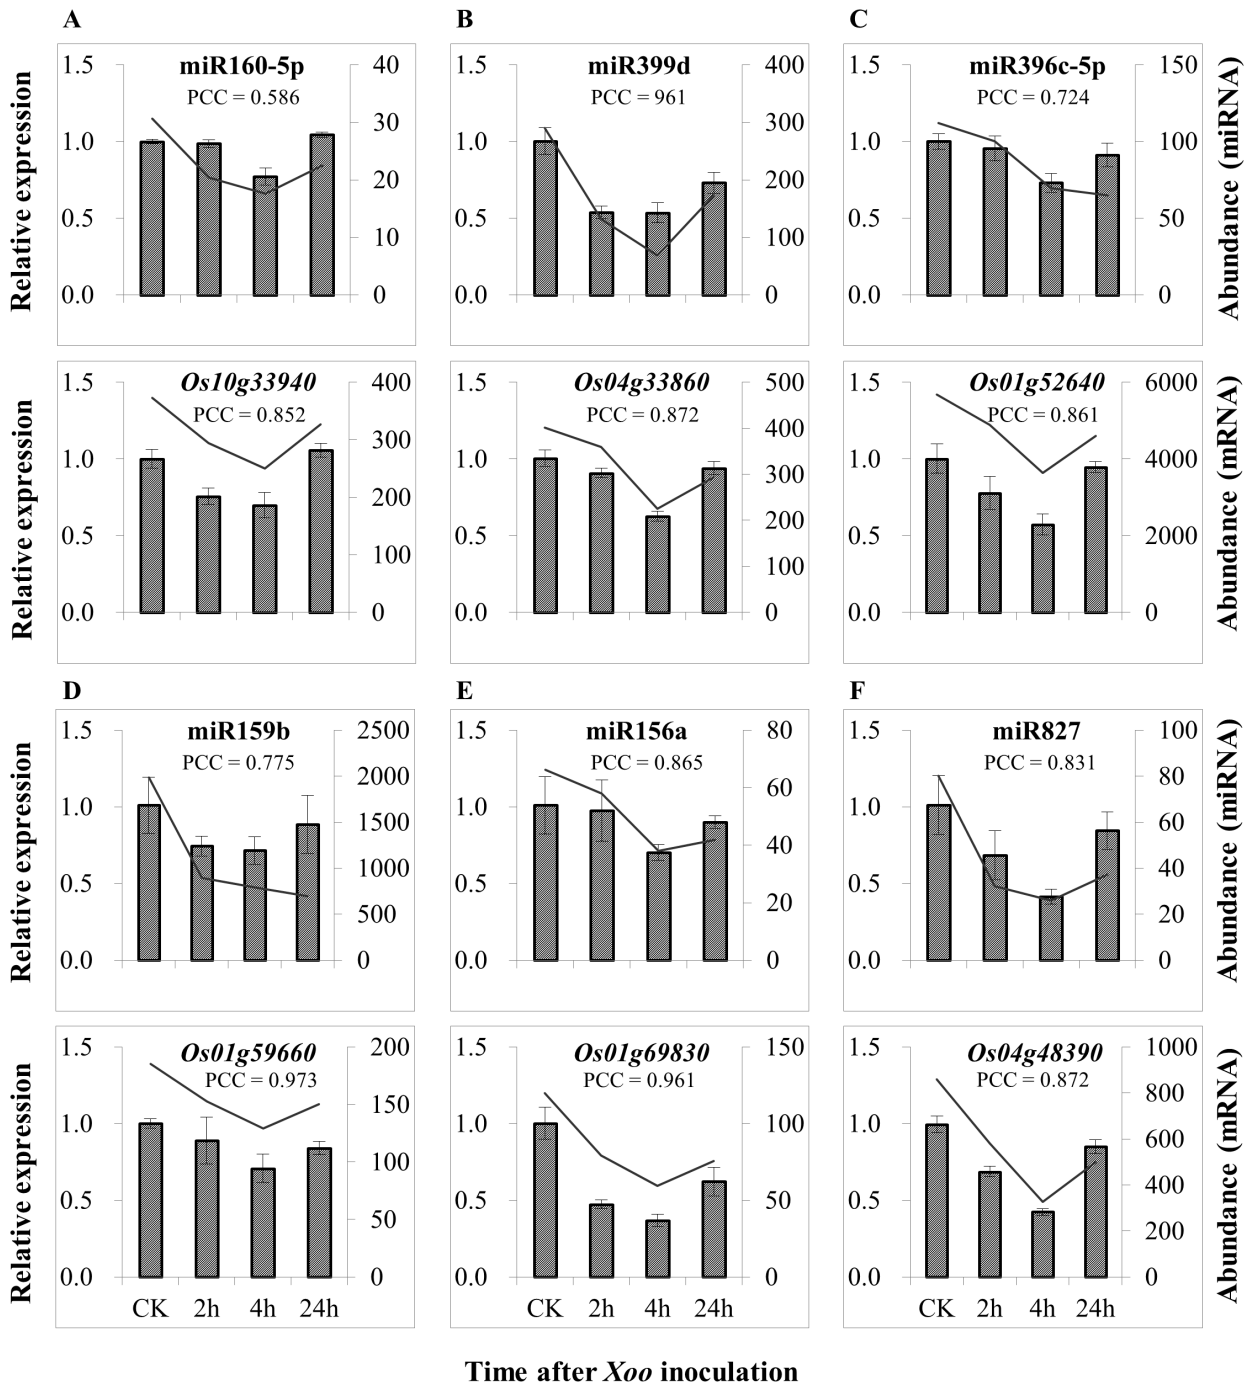 A
B
C
Relative expression
miR160-5p
PCC = 0.586
1.5
1.0
0.5
0.0
40
30
20
10
0
miR399d
PCC = 961
1.5
1.0
0.5
0.0
400
300
200
100
0
miR396c-5p
PCC = 0.724
1.5
1.0
0.5
0.0
150
100
50
0
Abundance (miRNA)
Relative expression
Os10g33940
PCC = 0.852
1.5
1.0
0.5
0.0
400
300
200
100
0
Os04g33860
PCC = 0.872
1.5
1.0
0.5
0.0
500
400
300
200
100
0
Os01g52640
PCC = 0.861
1.5
1.0
0.5
0.0
6000
4000
2000
0
Abundance (mRNA)
D
E
F
Relative expression
miR159b
PCC = 0.775
1.5
1.0
0.5
0.0
2500
2000
1500
1000
500
0
miR156a
PCC = 0.865
1.5
1.0
0.5
0.0
80
60
40
20
0
miR827
PCC = 0.831
1.5
1.0
0.5
0.0
100
80
60
40
20
0
Abundance (miRNA)
Relative expression
Os01g59660
PCC = 0.973
1.5
1.0
0.5
0.0
200
150
100
50
0
CK 2h 4h 24h
Os01g69830
PCC = 0.961
1.5
1.0
0.5
0.0
150
100
50
0
CK 2h 4h 24h
Os04g48390
PCC = 0.872
1.5
1.0
0.5
0.0
1000
800
600
400
200
0
CK 2h 4h 24h
Abundance (mRNA)
Time after Xoo inoculation